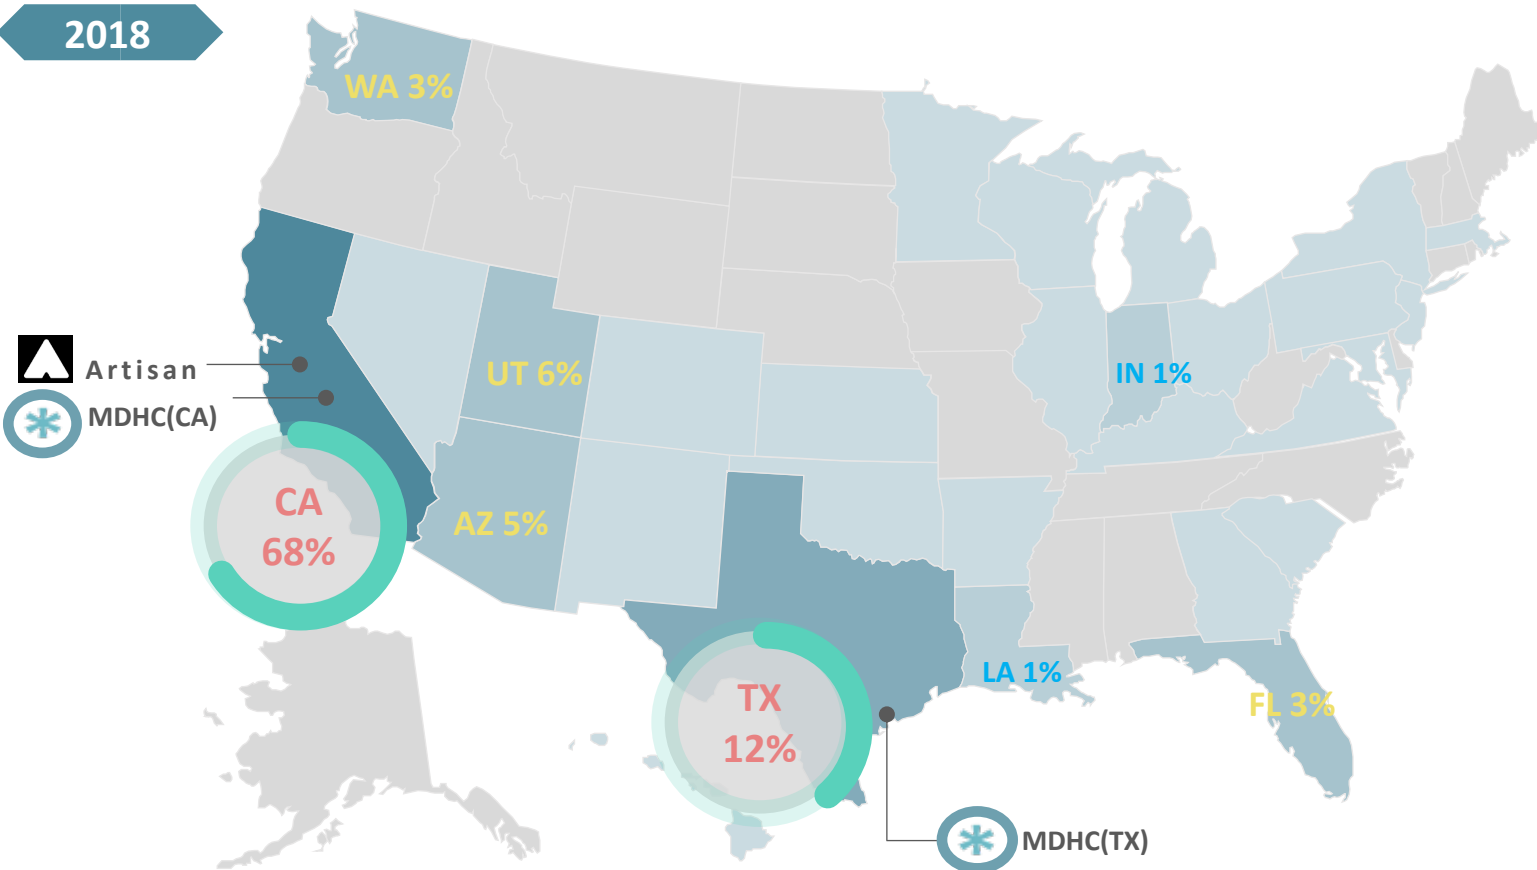 2018
WA 3%
Artisan
MDHC(CA)
UT 6%
IN 1%
CA
68%
AZ 5%
LA 1%
TX
12%
FL 3%
MDHC(TX)